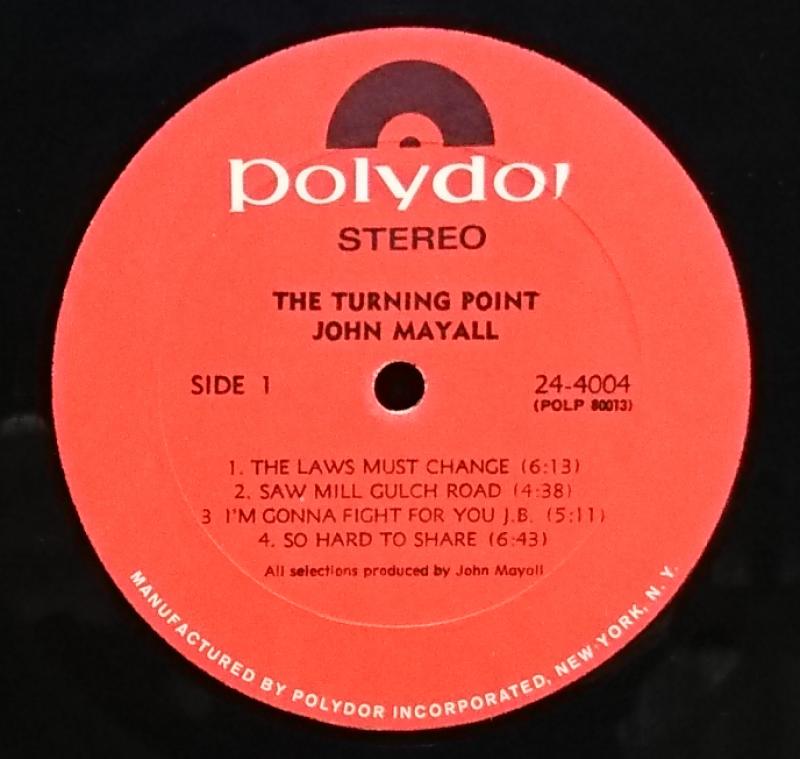 polydor
STEREO
THE TURNING POINT
JOHN MAYALL
SIDE 1
24-4004
(POLP 80013)
1. THE LAWS MUST CHANGE (6:13)
2. SAW MILL GULCH ROAD (4:38)
3 I'M GONNA FIGHT FOR YOU J.B. (5:11)
4. SO HARD TO SHARE (6:43)
All selections produced by John Mayall
MANUFACTURED BY POLYDOR INCORPORATED, NEW YORK, N.Y.